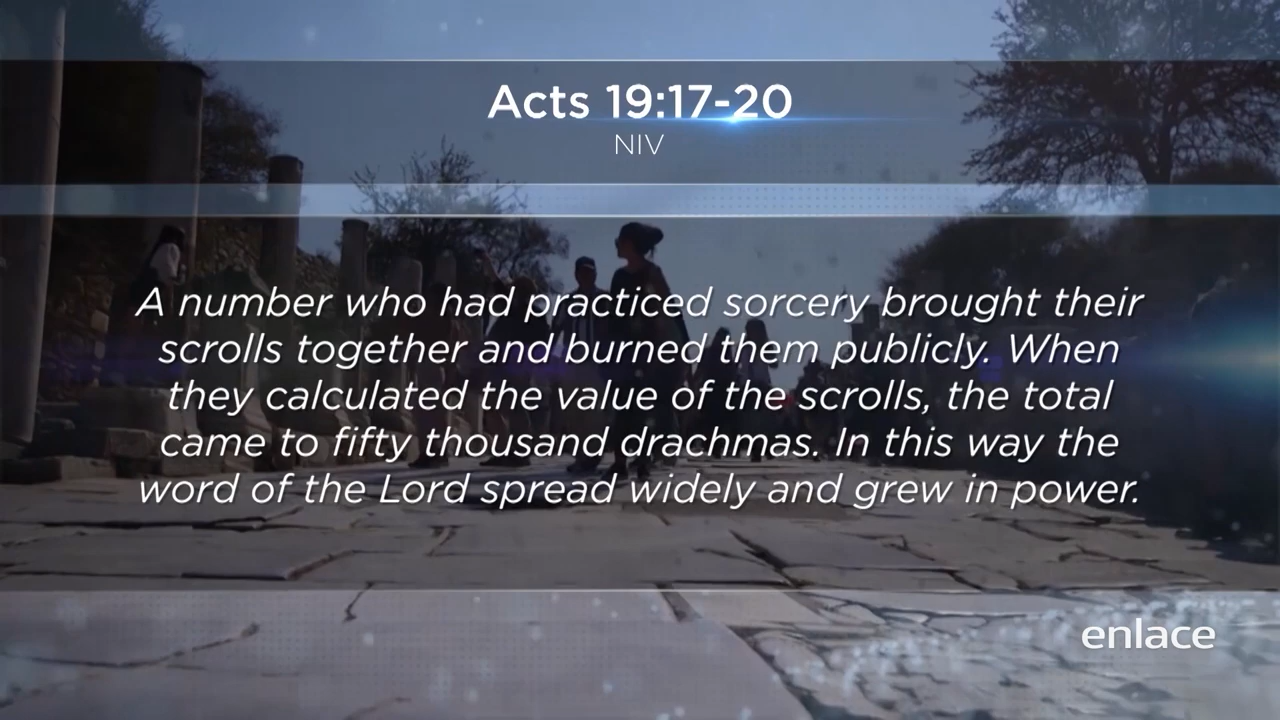 Acts 19:17-20
NIV
A number who had practiced sorcery brought their
scrolls together and burned them publicly. When
they calculated the value of the scrolls, the total
came to fifty thousand drachmas. In this way the
word of the Lord spread widely and grew in power.
enlace